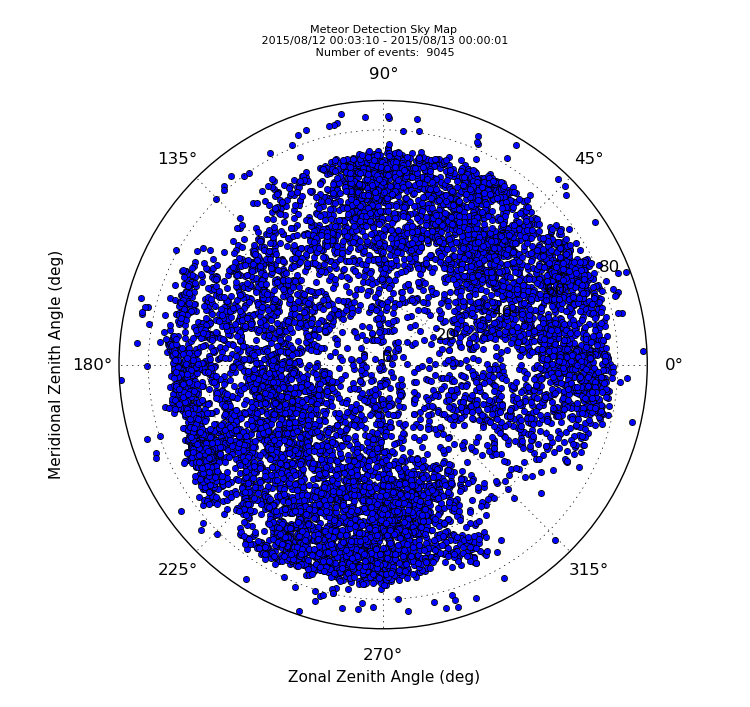 Meteor Detection Sky Map
2015/08/12 00:03:10 - 2015/08/13 00:00:01
Number of events: 9045
90°
135°
45°
80
20
Meridional Zenith Angle (deg)
180°
0°
225°
315°
270°
Zonal Zenith Angle (deg)